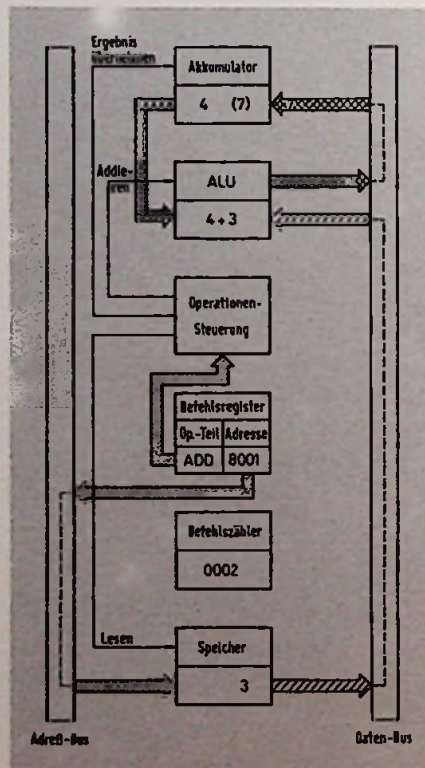 Ergebnis
Akkumulator
4 (7)
Addie-
ren
ALU
4+3
Operationen-
Steuerung
Befehlsregister
Op.-Teil Adresse
ADD 8001
Befehlszähler
0002
Lesen
Speicher
3
Adreß-Bus
Daten-Bus